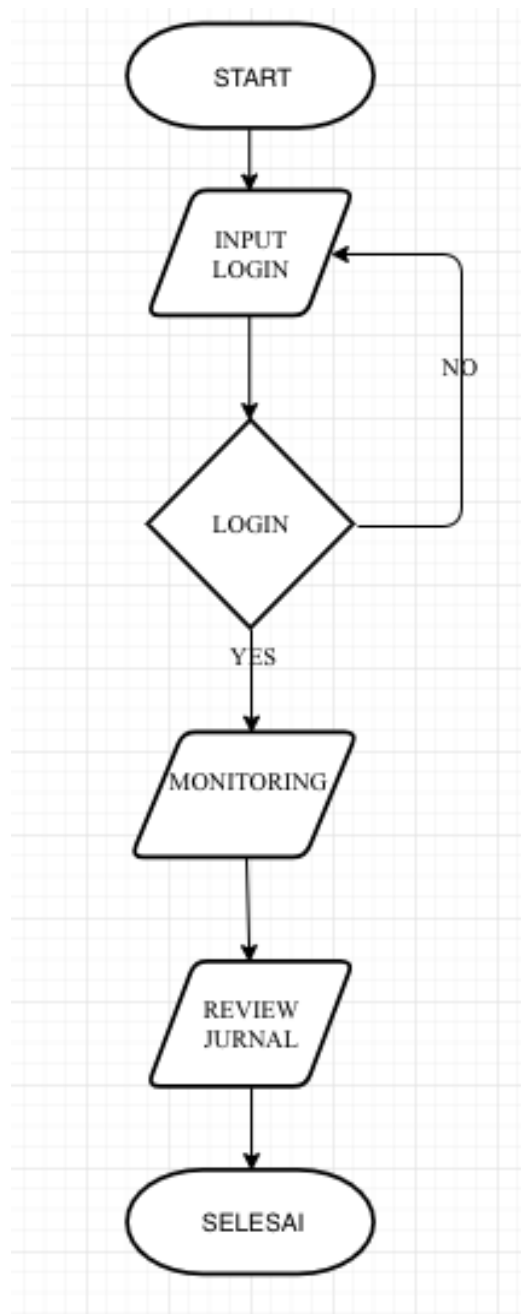 START
INPUT
LOGIN
NO
LOGIN
YES
MONITORING
REVIEW
JURNAL
SELESAI